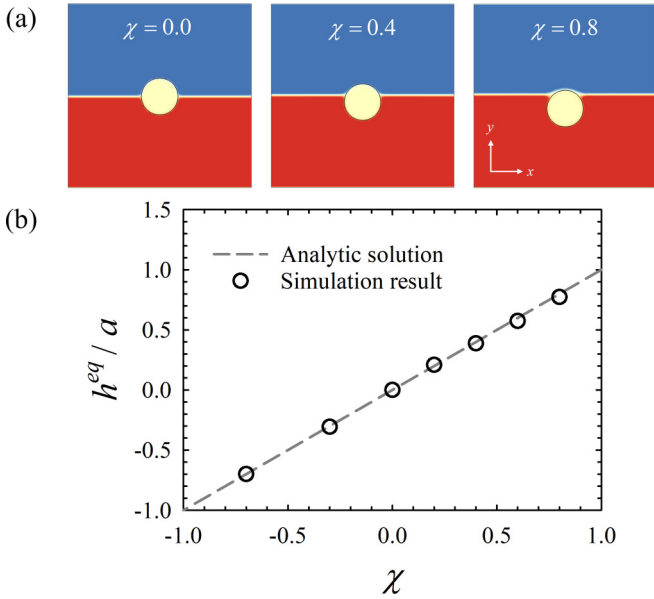 (a)
χ = 0.0
χ = 0.4
χ = 0.8
y
x
(b)
1.5
1.0
0.5
0.0
-0.5
-1.0
h^{eq} / a
Analytic solution
Simulation result
-1.0 -0.5 0.0 0.5 1.0
χ